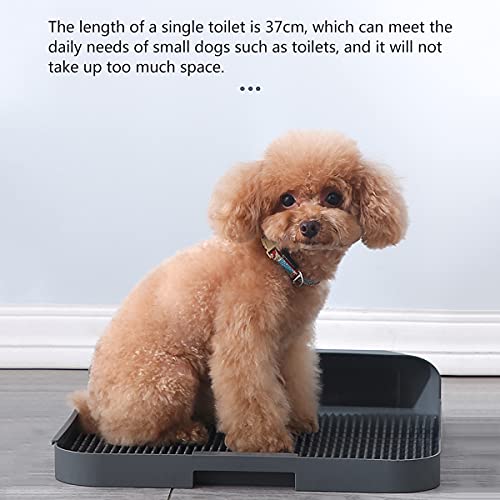 The length of a single toilet is 37cm, which can meet the
daily needs of small dogs such as toilets, and it will not
take up too much space.